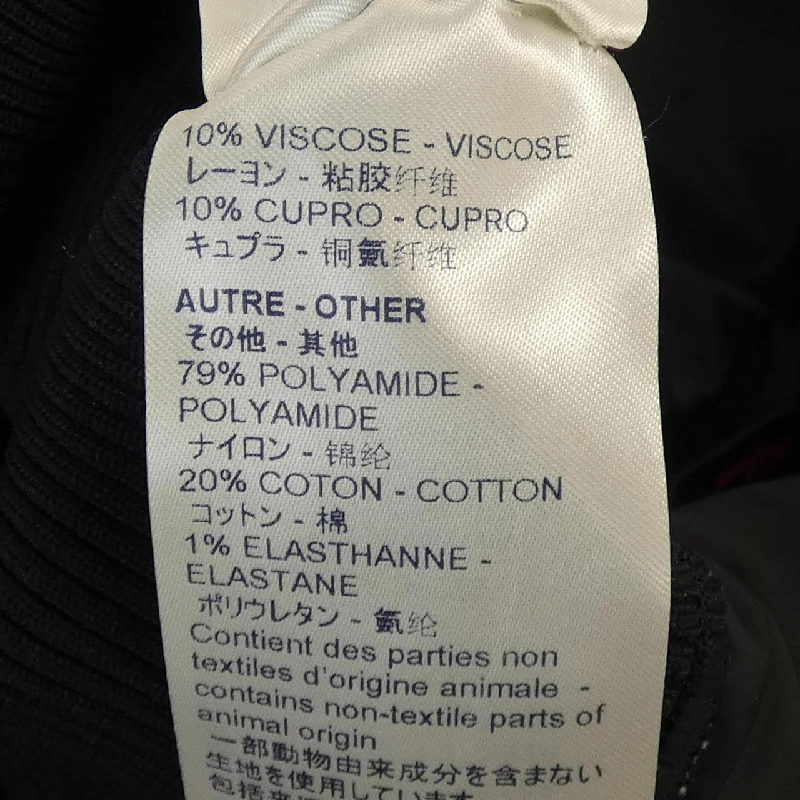 10% VISCOSE - VISCOSE
レーヨン - 粘胶纤维
10% CUPRO - CUPRO
キュプラ - 铜氨纤维
AUTRE - OTHER
その他 - 其他
79% POLYAMIDE -
POLYAMIDE
ナイロン - 锦纶
20% COTON - COTTON
コットン - 棉
1% ELASTHANNE -
ELASTANE
ポリウレタン - 氨纶
Contient des parties non
textiles d'origine animale -
contains non-textile parts of
animal origin
一部動物由来成分を含まない
生地を使用しています
包括来